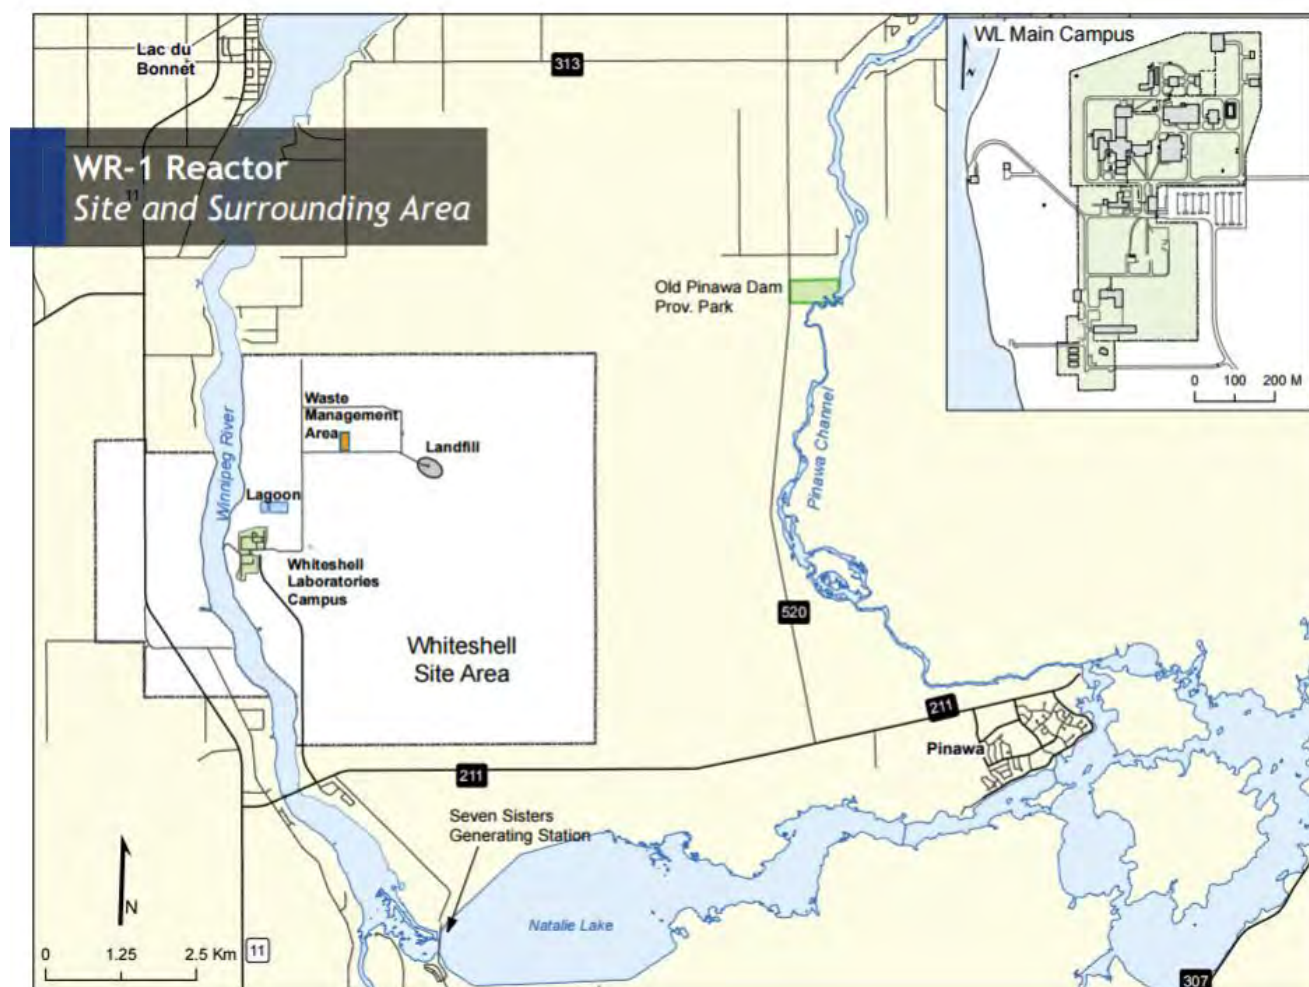 Lac du
Bonnet
313
WL Main Campus
N
WR-1 Reactor
11
Site and Surrounding Area
Old Pinawa Dam
Prov. Park
0 100 200 M
Waste
Management
Area
Landfill
Winnipeg River
Pinawa Channel
Lagoon
Whiteshell
Laboratories
Campus
520
Whiteshell
Site Area
211
Pinawa
211
Seven Sisters
Generating Station
N
Natalie Lake
0 1.25 2.5 Km
11
307